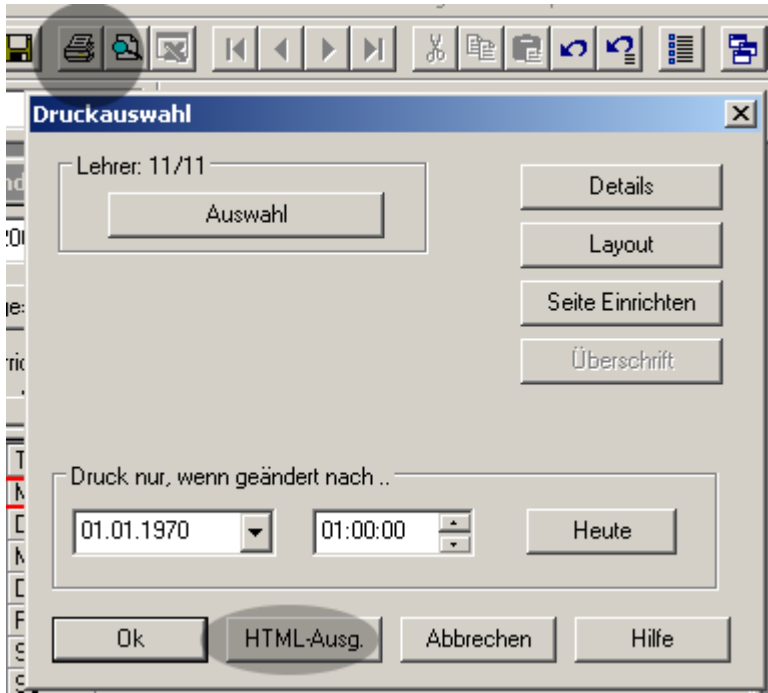 Druckauswahl
Lehrer: 11/11
Auswahl
Details
Layout
Seite Einrichten
Überschrift
Druck nur, wenn geändert nach ..
01.01.1970 01:00:00 Heute
Ok HTML-Ausg. Abbrechen Hilfe